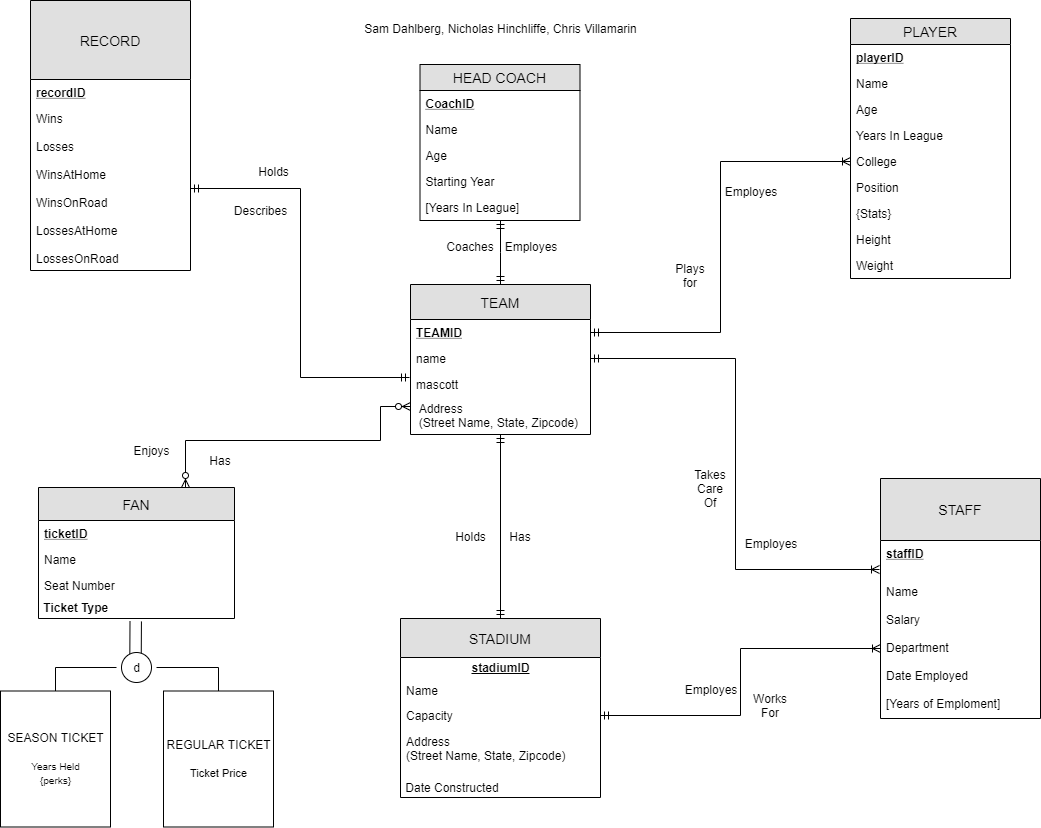 Sam Dahlberg, Nicholas Hinchliffe, Chris Villamarin
RECORD
recordID
Wins
Losses
WinsAtHome
WinsOnRoad
LossesAtHome
LossesOnRoad
Holds
Describes
HEAD COACH
CoachID
Name
Age
Starting Year
[Years In League]
Coaches
Employes
PLAYER
playerID
Name
Age
Years In League
College
Position
{Stats}
Height
Weight
Employes
Plays
for
TEAM
TEAMID
name
mascott
Address
(Street Name, State, Zipcode)
Enjoys
Has
FAN
ticketID
Name
Seat Number
Ticket Type
d
SEASON TICKET
Years Held
{perks}
REGULAR TICKET
Ticket Price
Holds
Has
STADIUM
stadiumID
Name
Capacity
Address
(Street Name, State, Zipcode)
Date Constructed
Takes
Care
Of
Employes
Employes
Works
For
STAFF
staffID
Name
Salary
Department
Date Employed
[Years of Emploment]